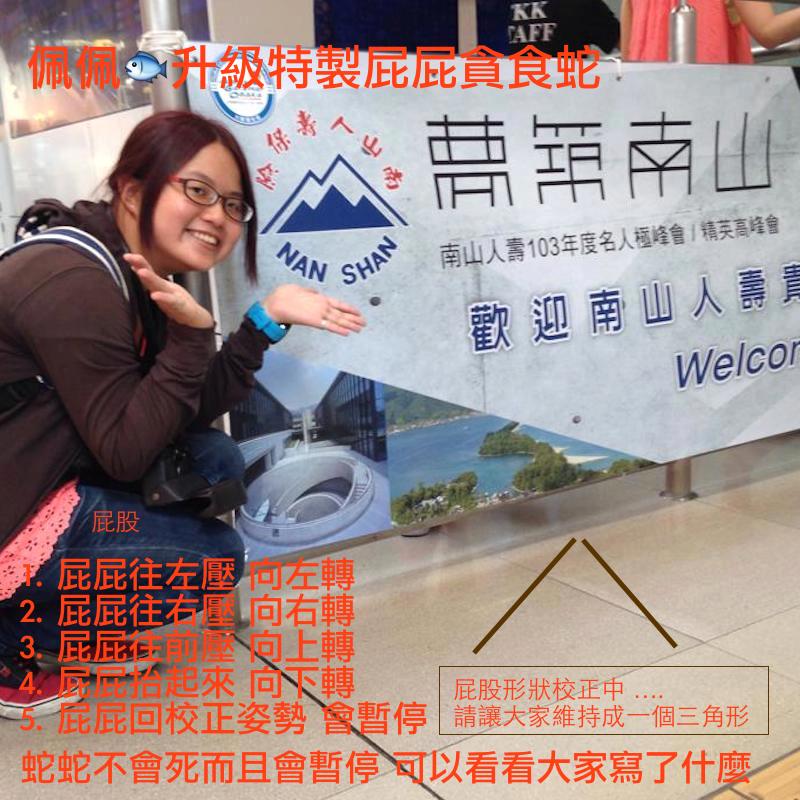 KK
TAFF
佩佩🐟升級特製屁屁貪食蛇
南山人壽保險
NAN SHAN
夢築南山
南山人壽103年度名人極峰會 / 精英高峰會
歡迎南山人壽貴
Welcom
屁股
1. 屁屁往左壓 向左轉
2. 屁屁往右壓 向右轉
3. 屁屁往前壓 向上轉
4. 屁屁抬起來 向下轉
5. 屁屁回校正姿勢 會暫停
屁股形狀校正中 ....
請讓大家維持成一個三角形
蛇蛇不會死而且會暫停 可以看看大家寫了什麼